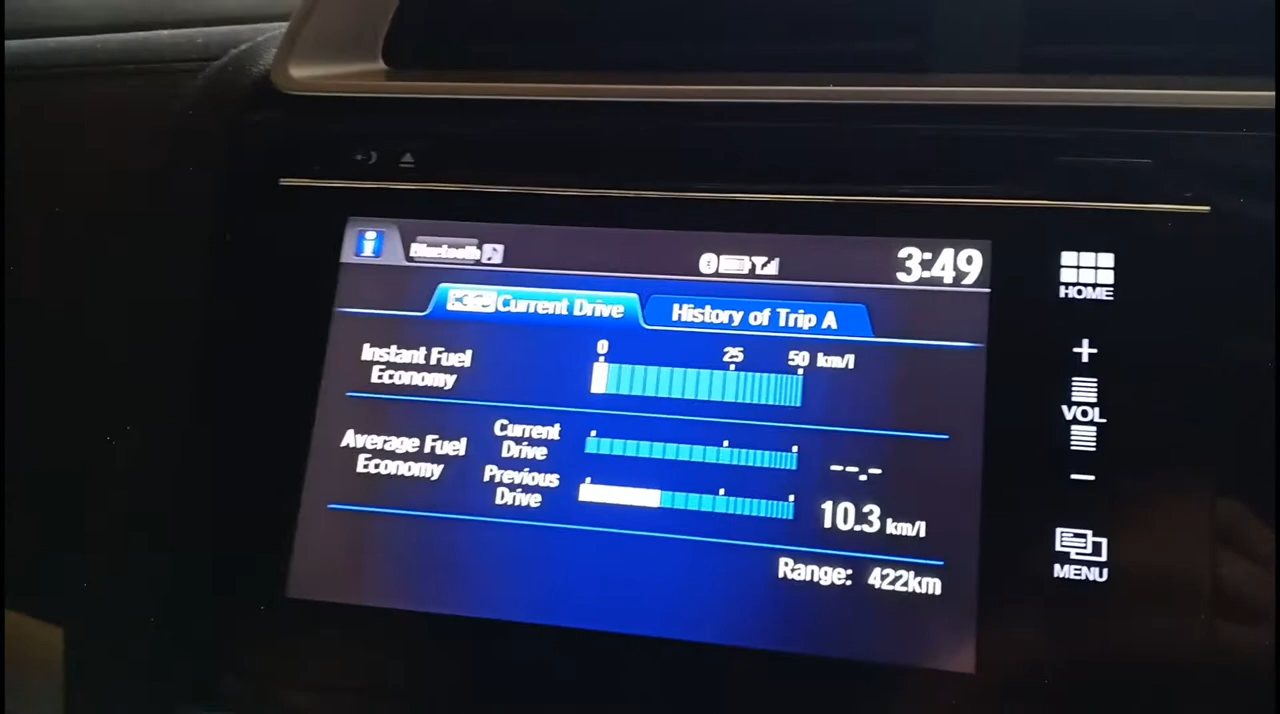 i Bluetooth 3:49
Current Drive History of Trip A
HOME
Instant Fuel Economy
0 25 50 km/l
+
VOL
-
Average Fuel Economy
Current Drive --.-
Previous Drive 10.3 km/l
Range: 422km
MENU